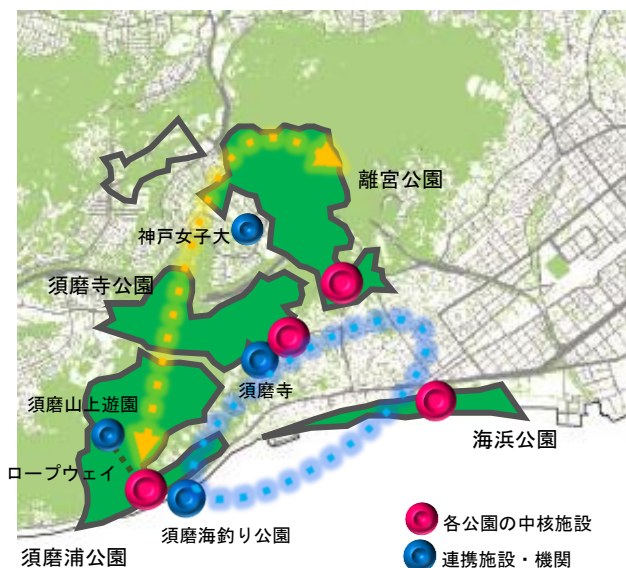 離宮公園
神戸女子大
須磨寺公園
須磨寺
須磨山上遊園
海浜公園
ロープウェイ
須磨海釣り公園
須磨浦公園
各公園の中核施設
連携施設・機関